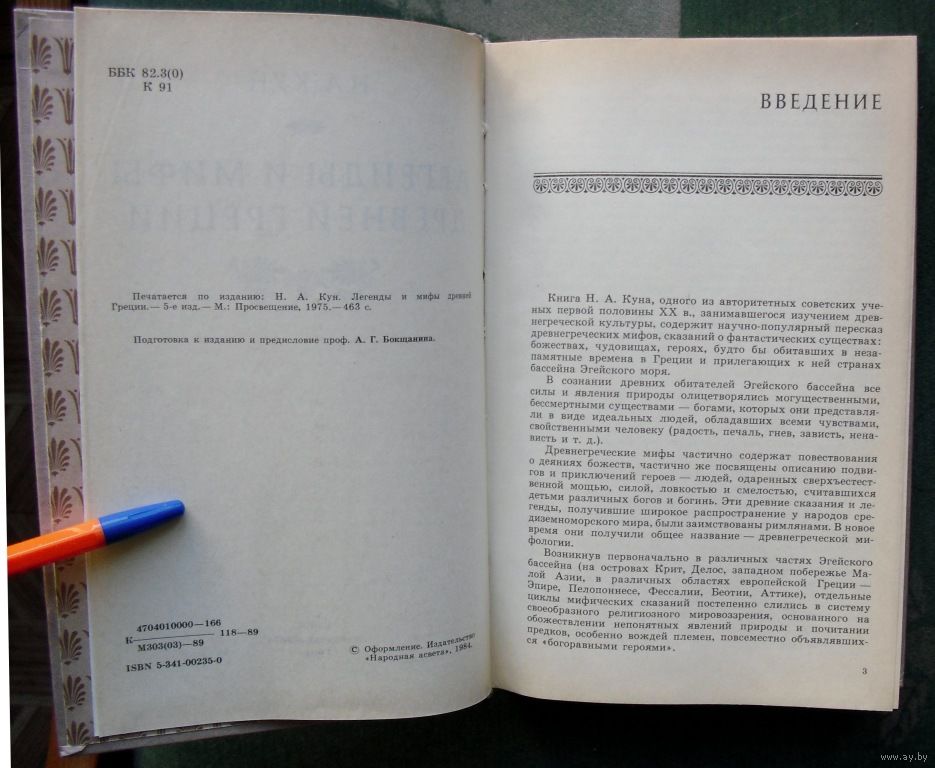 ББК 82.3(0)
К 91
Печатается по изданию: Н. А. Кун. Легенды и мифы древней
Греции.— 5-е изд.— М.: Просвещение, 1975.— 463 с.
Подготовка к изданию и предисловие проф. А. Г. Бокщанина.
4704010000—166
К 118—89
М303(03)—89
ISBN 5-341-00235-0
© Оформление. Издательство
«Народная асвета», 1984.
ВВЕДЕНИЕ
Книга Н. А. Куна, одного из авторитетных советских уче-
ных первой половины XX в., занимавшегося изучением древ-
негреческой культуры, содержит научно-популярный пересказ
древнегреческих мифов, сказаний о фантастических существах:
божествах, чудовищах, героях, будто бы обитавших в неза-
памятные времена в Греции и прилегающих к ней странах
бассейна Эгейского моря.
В сознании древних обитателей Эгейского бассейна все
силы и явления природы олицетворялись могущественными,
бессмертными существами — богами, которых они представля-
ли в виде идеальных людей, обладавших всеми чувствами,
свойственными человеку (радость, печаль, гнев, зависть, нена-
висть и т. д.).
Древнегреческие мифы частично содержат повествования
о деяниях божеств, частично же посвящены описанию подви-
гов и приключений героев — людей, одаренных сверхъестест-
венной мощью, силой, ловкостью и смелостью, считавшихся
детьми различных богов и богинь. Эти древние сказания и ле-
генды, получившие широкое распространение у народов сре-
диземноморского мира, были заимствованы римлянами. В новое
время они получили общее название — древнегреческой ми-
фологии.
Возникнув первоначально в различных частях Эгейского
бассейна (на островах Крит, Делос, западном побережье Ма-
лой Азии, в различных областях европейской Греции —
Эпире, Пелопоннесе, Фессалии, Беотии, Аттике), отдельные
циклы мифических сказаний постепенно слились в систему
своеобразного религиозного мировоззрения, основанного на
обожествлении непонятных явлений природы и почитании
предков, особенно вождей племен, повсеместно объявлявших-
ся «богоравными героями».
3
www.ay.by